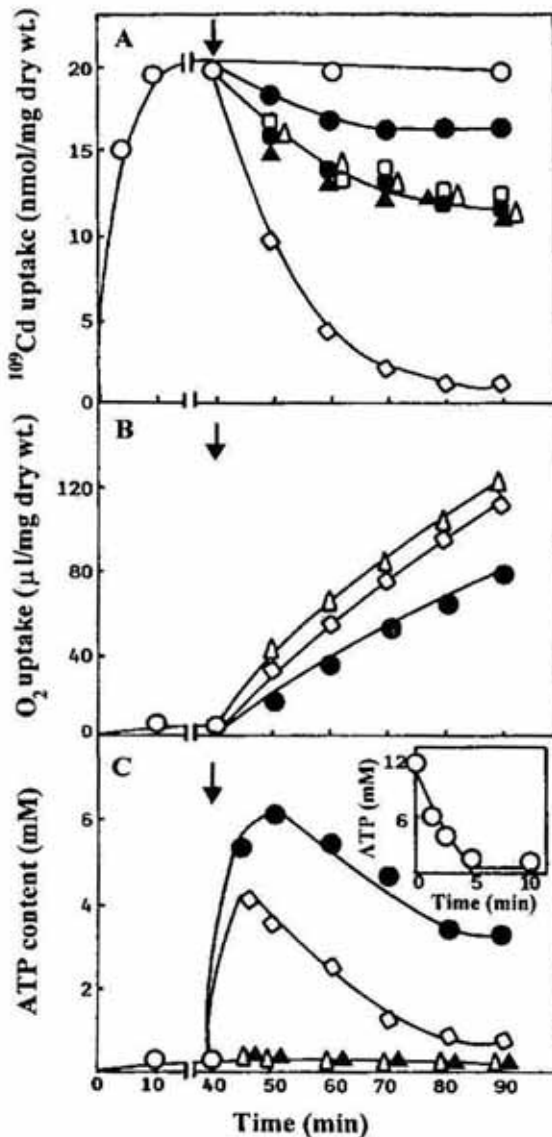 A
109Cd uptake (nmol/mg dry wt.)
20
15
10
5
0
B
O2 uptake (μl/mg dry wt.)
120
80
40
0
C
ATP content (mM)
6
4
2
ATP (mM)
12
6
0 5 10
Time (min)
0 10 40 50 60 70 80 90
Time (min)